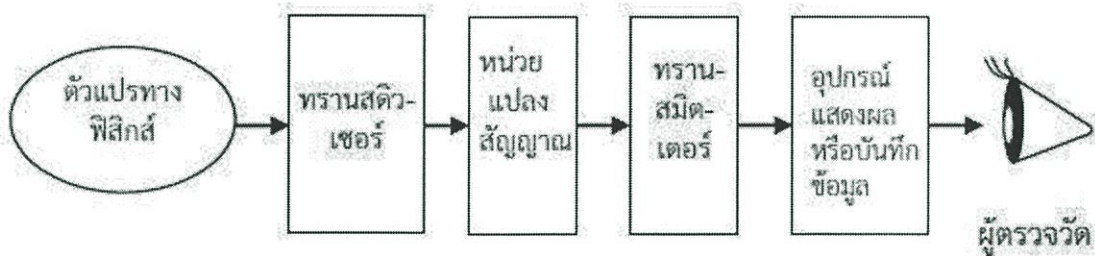 ตัวแปรทาง
ฟิสิกส์
ทรานสดิว-
เซอร์
หน่วย
แปลง
สัญญาณ
ทราน-
สมิต-
เตอร์
อุปกรณ์
แสดงผล
หรือบันทึก
ข้อมูล
ผู้ตรวจวัด